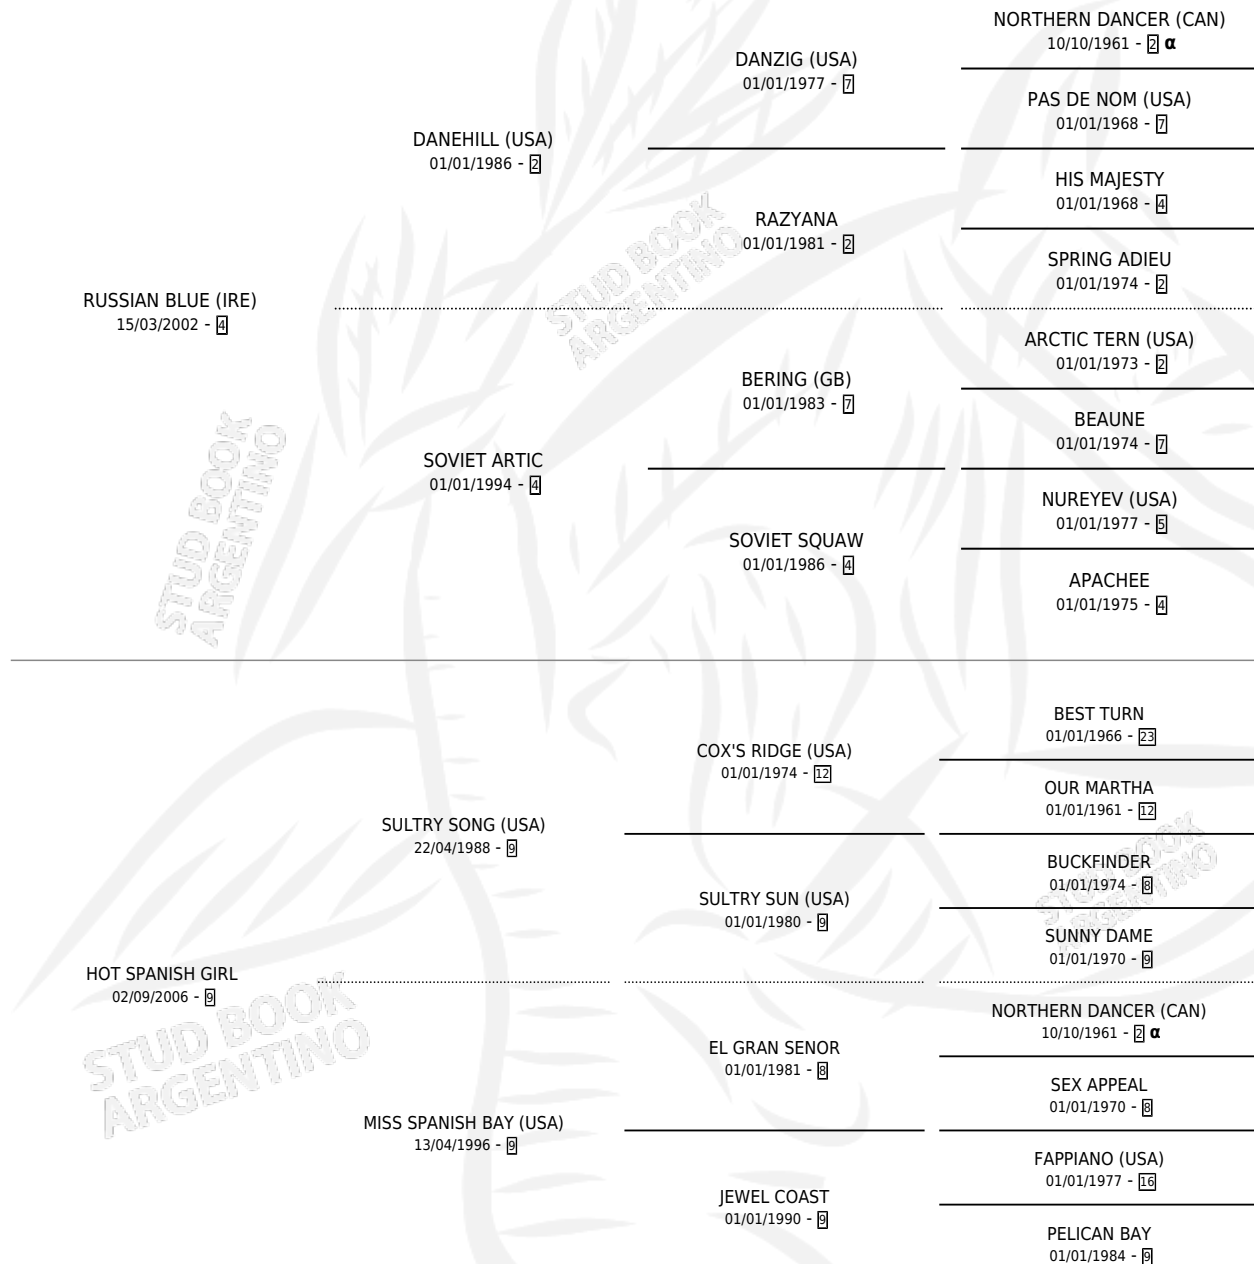 NORTHERN DANCER (CAN)
10/10/1961 - 2 α
DANZIG (USA)
01/01/1977 - 7
PAS DE NOM (USA)
01/01/1968 - 7
DANEHILL (USA)
01/01/1986 - 2
HIS MAJESTY
01/01/1968 - 4
RAZYANA
01/01/1981 - 2
SPRING ADIEU
01/01/1974 - 2
RUSSIAN BLUE (IRE)
15/03/2002 - 4
ARCTIC TERN (USA)
01/01/1973 - 2
BERING (GB)
01/01/1983 - 7
BEAUNE
01/01/1974 - 7
SOVIET ARTIC
01/01/1994 - 4
NUREYEV (USA)
01/01/1977 - 5
SOVIET SQUAW
01/01/1986 - 4
APACHEE
01/01/1975 - 4
BEST TURN
01/01/1966 - 23
COX'S RIDGE (USA)
01/01/1974 - 12
OUR MARTHA
01/01/1961 - 12
SULTRY SONG (USA)
22/04/1988 - 9
BUCKFINDER
01/01/1974 - 8
SULTRY SUN (USA)
01/01/1980 - 9
SUNNY DAME
01/01/1970 - 9
HOT SPANISH GIRL
02/09/2006 - 9
NORTHERN DANCER (CAN)
10/10/1961 - 2 α
EL GRAN SENOR
01/01/1981 - 8
SEX APPEAL
01/01/1970 - 8
MISS SPANISH BAY (USA)
13/04/1996 - 9
FAPPIANO (USA)
01/01/1977 - 16
JEWEL COAST
01/01/1990 - 9
PELICAN BAY
01/01/1984 - 9
STUD BOOK
ARGENTINO
STUD BOOK
ARGENTINO
STUD BOOK
ARGENTINO
STUD BOOK
ARGENTINO